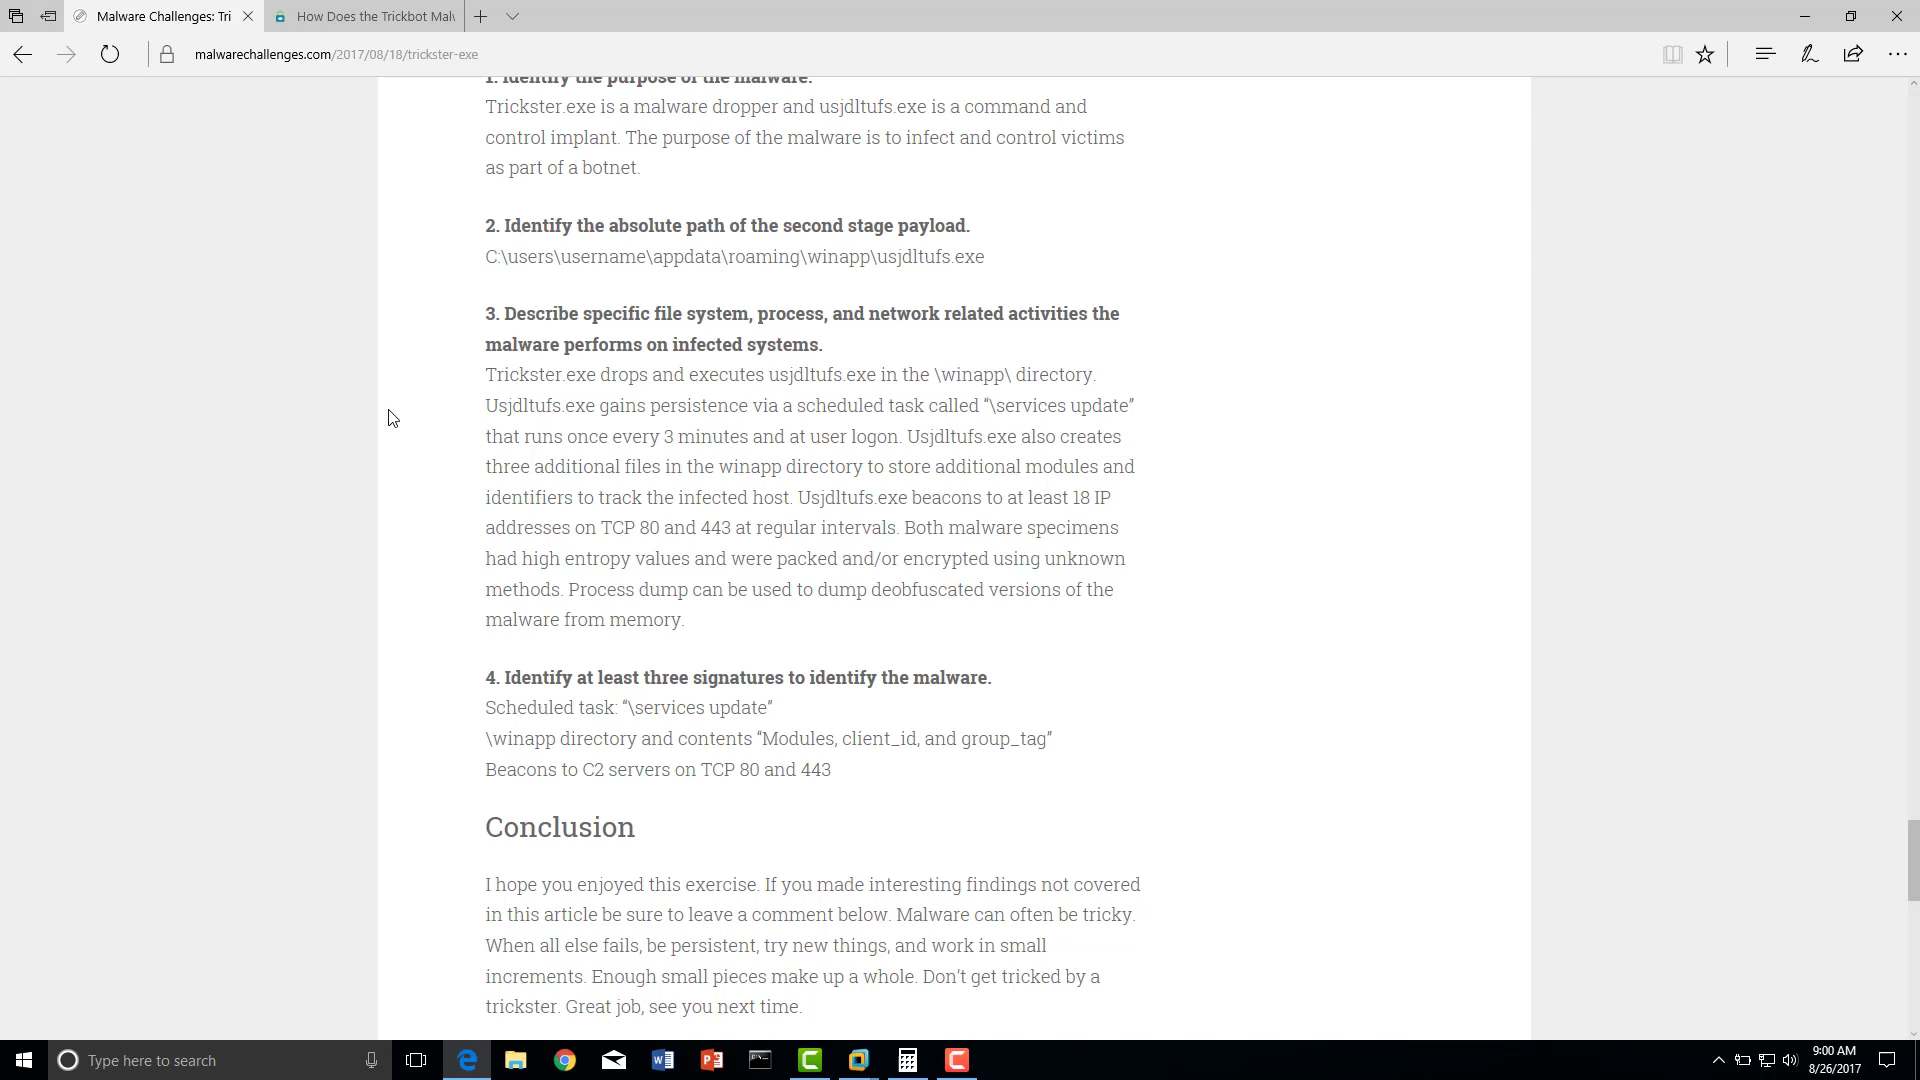 Malware Challenges: Tri
How Does the Trickbot Mal
malwarechallenges.com/2017/08/18/trickster-exe
1. Identify the purpose of the malware.
Trickster.exe is a malware dropper and usjdltufs.exe is a command and
control implant. The purpose of the malware is to infect and control victims
as part of a botnet.
2. Identify the absolute path of the second stage payload.
C:\users\username\appdata\roaming\winapp\usjdltufs.exe
3. Describe specific file system, process, and network related activities the
malware performs on infected systems.
Trickster.exe drops and executes usjdltufs.exe in the \winapp\ directory.
Usjdltufs.exe gains persistence via a scheduled task called “\services update”
that runs once every 3 minutes and at user logon. Usjdltufs.exe also creates
three additional files in the winapp directory to store additional modules and
identifiers to track the infected host. Usjdltufs.exe beacons to at least 18 IP
addresses on TCP 80 and 443 at regular intervals. Both malware specimens
had high entropy values and were packed and/or encrypted using unknown
methods. Process dump can be used to dump deobfuscated versions of the
malware from memory.
4. Identify at least three signatures to identify the malware.
Scheduled task: “\services update”
\winapp directory and contents “Modules, client_id, and group_tag”
Beacons to C2 servers on TCP 80 and 443
Conclusion
I hope you enjoyed this exercise. If you made interesting findings not covered
in this article be sure to leave a comment below. Malware can often be tricky.
When all else fails, be persistent, try new things, and work in small
increments. Enough small pieces make up a whole. Don’t get tricked by a
trickster. Great job, see you next time.
Type here to search
9:00 AM
8/26/2017